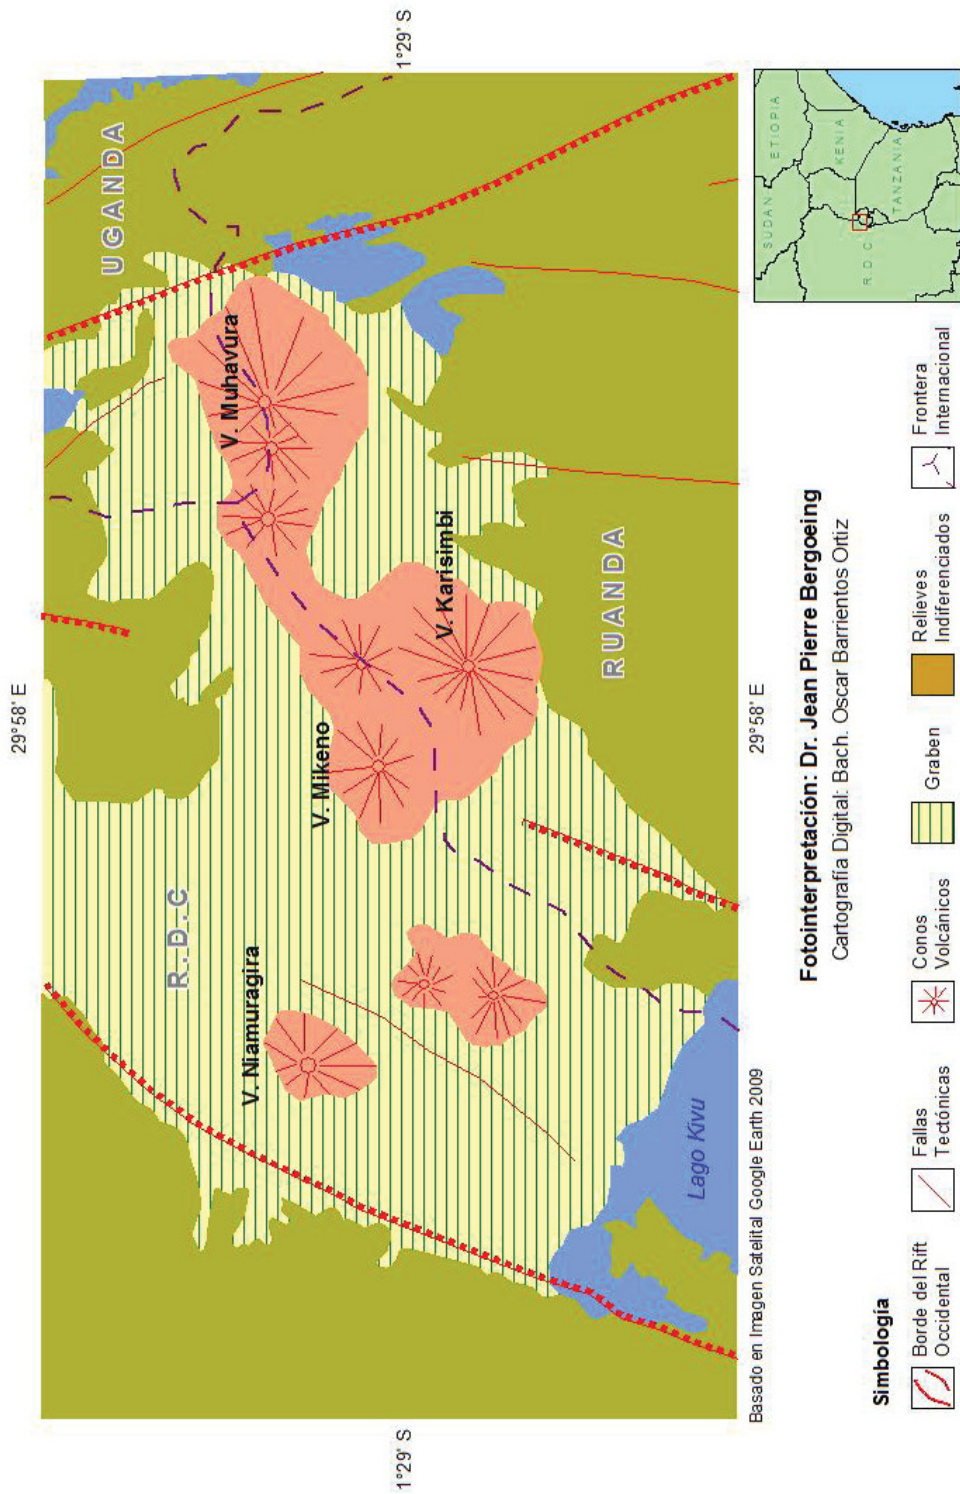 29°58' E
1°29' S
1°29' S
UGANDA
R.D.C
V. Muhavura
V. Niamuragira
V. Mikeno
V. Karisimbi
RUANDA
Lago Kivu
29°58' E
Basado en Imagen Satelital Google Earth 2009
Fotointerpretación: Dr. Jean Pierre Bergoeing
Cartografía Digital: Bach. Oscar Barrientos Ortiz
Simbología
Borde del Rift
Occidental
Fallas
Tectónicas
Conos
Volcánicos
Graben
Relieves
Indiferenciados
Frontera
Internacional
SUDAN
ETIOPIA
KENIA
R.D.C
TANZANIA